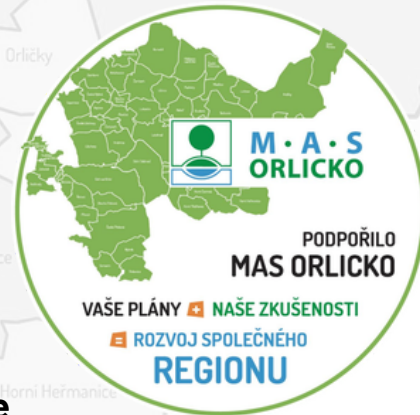 Orličky
M·A·S
ORLICKO
PODPOŘILO
MAS ORLICKO
VAŠE PLÁNY + NAŠE ZKUŠENOSTI
= ROZVOJ SPOLEČNÉHO
REGIONU
Horní Heřmanice